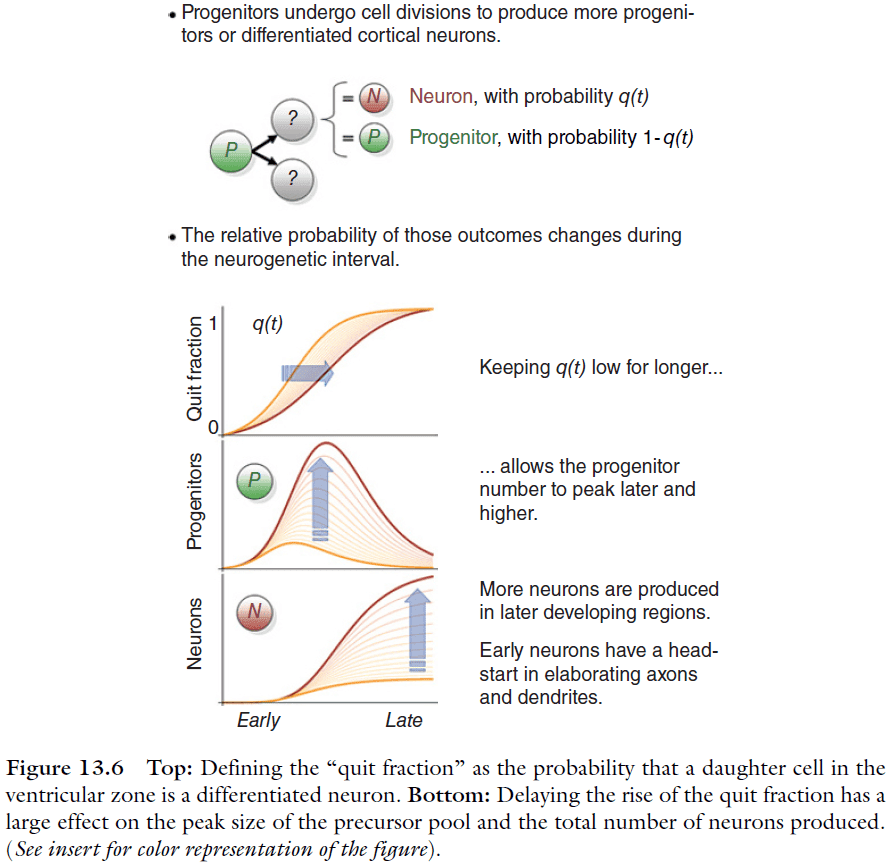 • Progenitors undergo cell divisions to produce more progeni-
tors or differentiated cortical neurons.
P
?
?
= N Neuron, with probability q(t)
= P Progenitor, with probability 1-q(t)
• The relative probability of those outcomes changes during
the neurogenetic interval.
Quit fraction
1
0
q(t)
Keeping q(t) low for longer...
Progenitors
P
... allows the progenitor
number to peak later and
higher.
Neurons
N
More neurons are produced
in later developing regions.
Early neurons have a head-
start in elaborating axons
and dendrites.
Early Late
Figure 13.6 Top: Defining the “quit fraction” as the probability that a daughter cell in the
ventricular zone is a differentiated neuron. Bottom: Delaying the rise of the quit fraction has a
large effect on the peak size of the precursor pool and the total number of neurons produced.
(See insert for color representation of the figure).